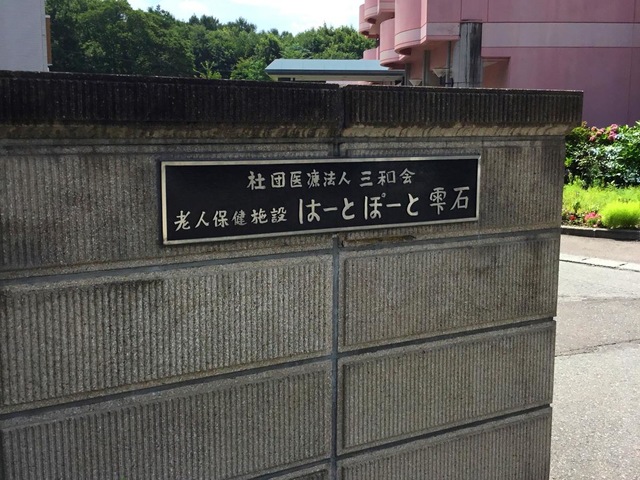 社団医療法人 三和会
老人保健施設 はーとぽーと 雫石